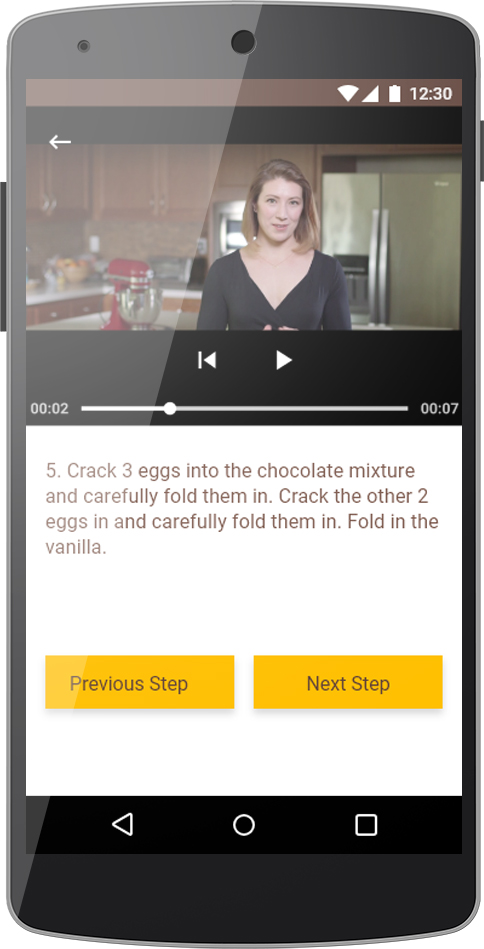 12:30
00:02
00:07
5. Crack 3 eggs into the chocolate mixture
and carefully fold them in. Crack the other 2
eggs in and carefully fold them in. Fold in the
vanilla.
Previous Step
Next Step